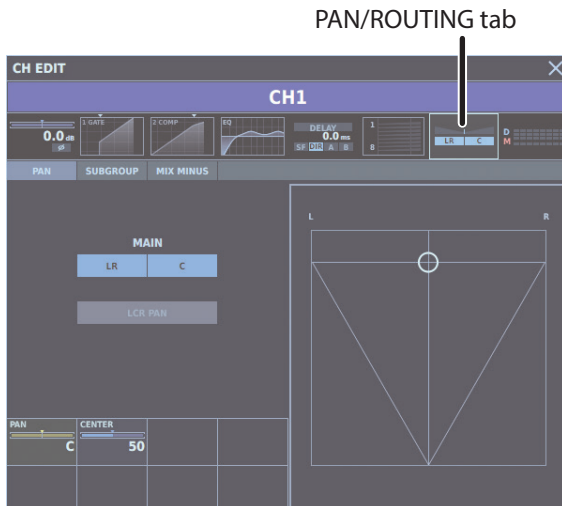 PAN/ROUTING tab
CH EDIT
CH1
0.0 dB
Ø
1 GATE
2 COMP
EQ
DELAY
0.0 ms
SF DIR A B
1
8
LR C
D
M
PAN SUBGROUP MIX MINUS
MAIN
LR C
LCR PAN
L R
PAN
C
CENTER
50